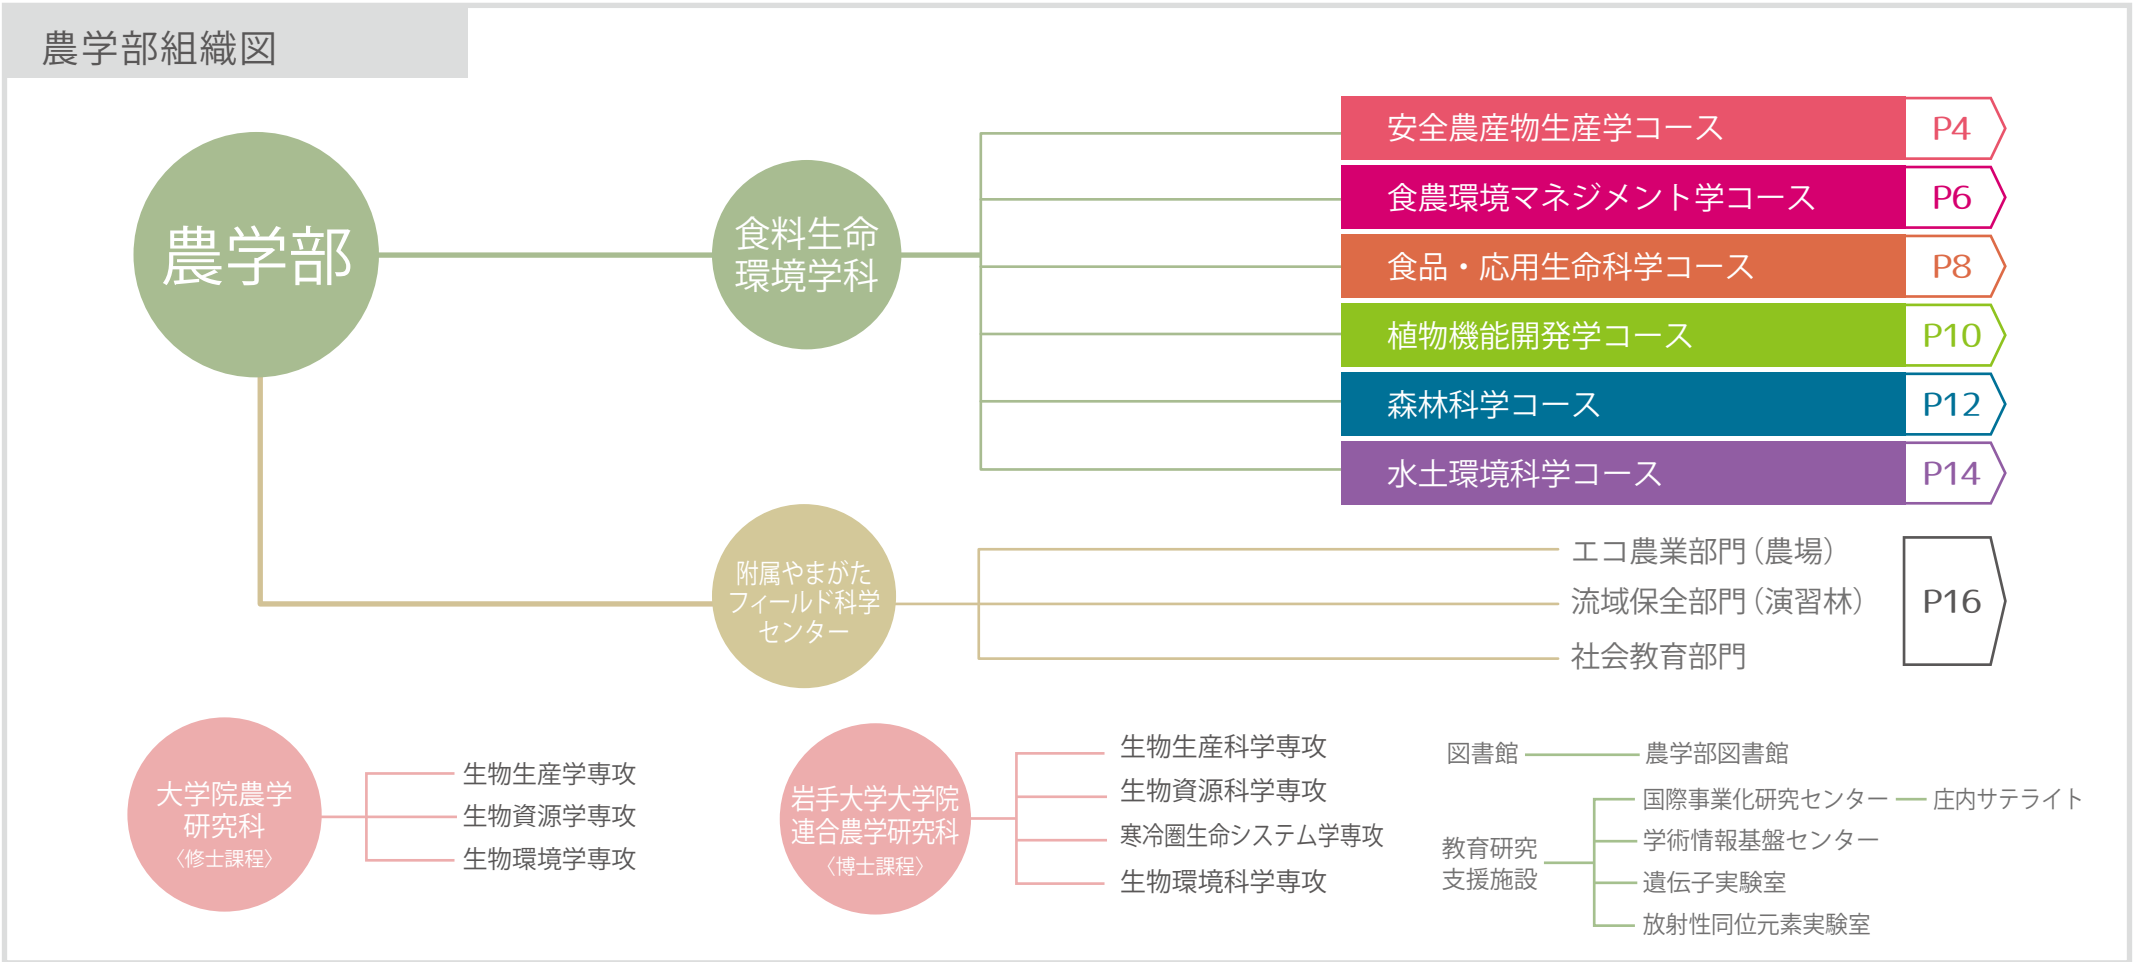 農学部組織図
農学部
食料生命
環境学科
安全農産物生産学コース P4
食農環境マネジメント学コース P6
食品・応用生命科学コース P8
植物機能開発学コース P10
森林科学コース P12
水土環境科学コース P14
附属やまがた
フィールド科学
センター
エコ農業部門（農場）
流域保全部門（演習林）
社会教育部門
P16
大学院農学
研究科
〈修士課程〉
生物生産学専攻
生物資源学専攻
生物環境学専攻
岩手大学大学院
連合農学研究科
〈博士課程〉
生物生産科学専攻
生物資源科学専攻
寒冷圏生命システム学専攻
生物環境科学専攻
図書館 農学部図書館
教育研究
支援施設
国際事業化研究センター 庄内サテライト
学術情報基盤センター
遺伝子実験室
放射性同位元素実験室